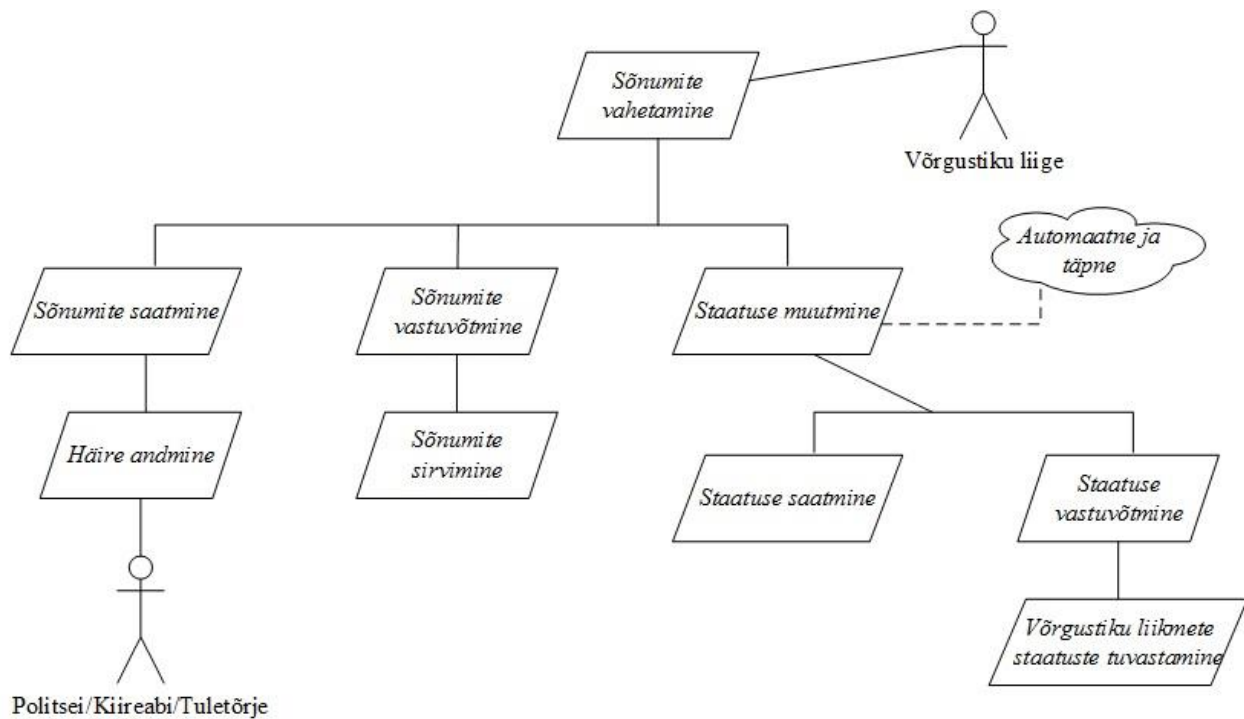 Sõnumite
vahetamine
Võrgustiku liige
Automaatne ja
täpne
Sõnumite saatmine
Sõnumite
vastuvõtmine
Staatuse muutmine
Häire andmine
Sõnumite
sirvimine
Staatuse saatmine
Staatuse
vastuvõtmine
Võrgustiku liikmete
staatuste tuvastamine
Politsei/Kiireabi/Tuletõrje